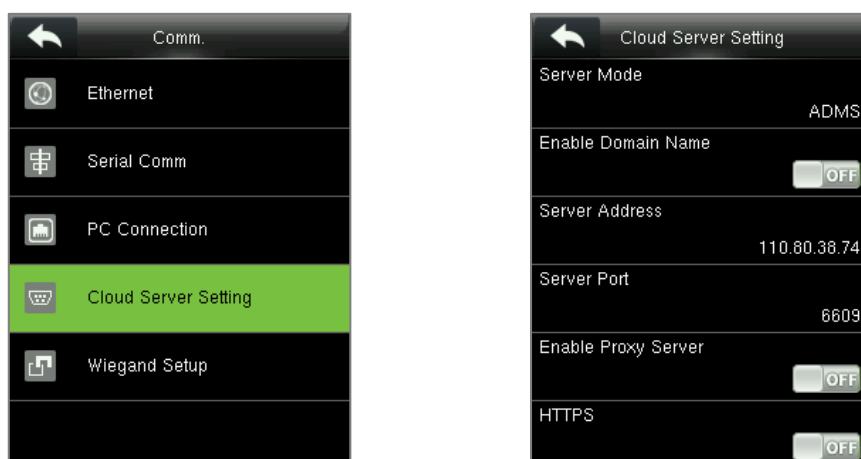 Comm.
Ethernet
Serial Comm
PC Connection
Cloud Server Setting
Wiegand Setup
Cloud Server Setting
Server Mode
ADMS
Enable Domain Name
OFF
Server Address
110.80.38.74
Server Port
6609
Enable Proxy Server
OFF
HTTPS
OFF